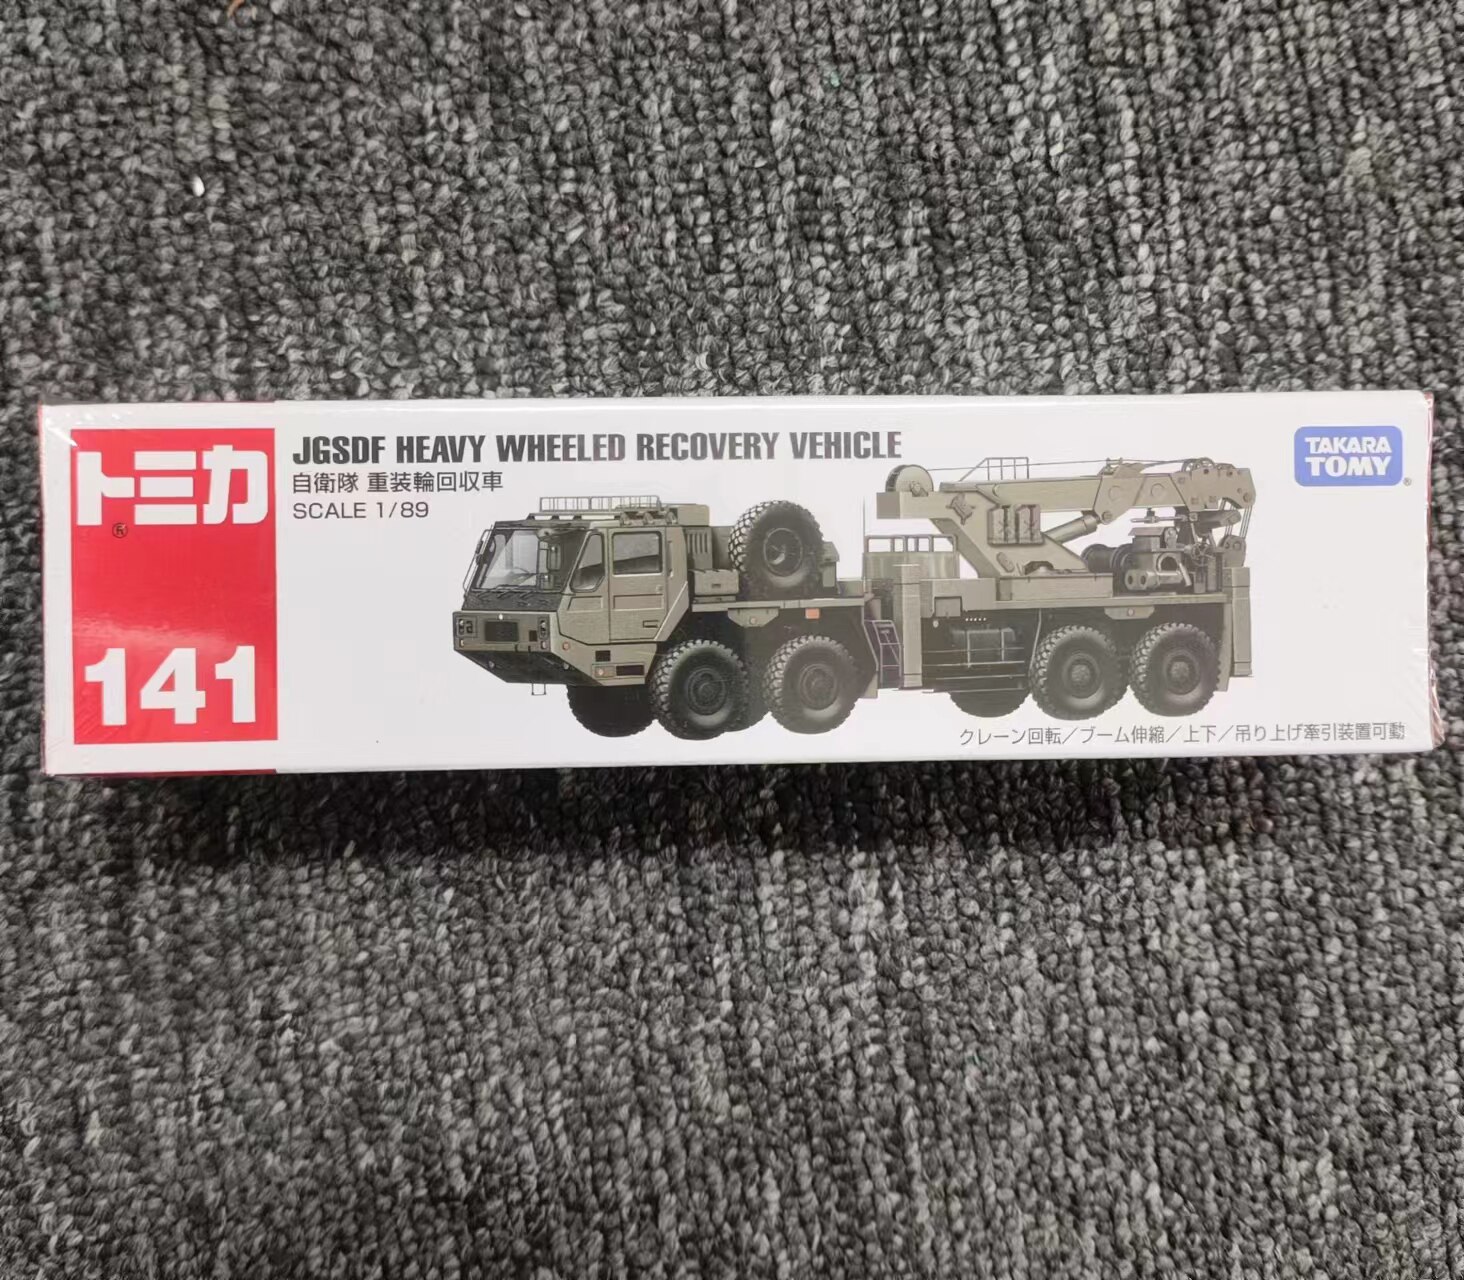 トミカ
®
141
JGSDF HEAVY WHEELED RECOVERY VEHICLE
自衛隊 重装輪回収車
SCALE 1/89
TAKARA
TOMY®
クレーン回転／ブーム伸縮／上下／吊り上げ牽引装置可動